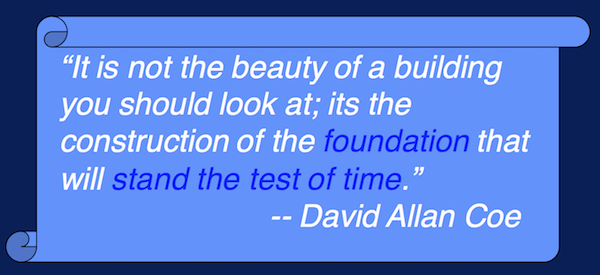 “It is not the beauty of a building
you should look at; its the
construction of the foundation that
will stand the test of time.”
-- David Allan Coe